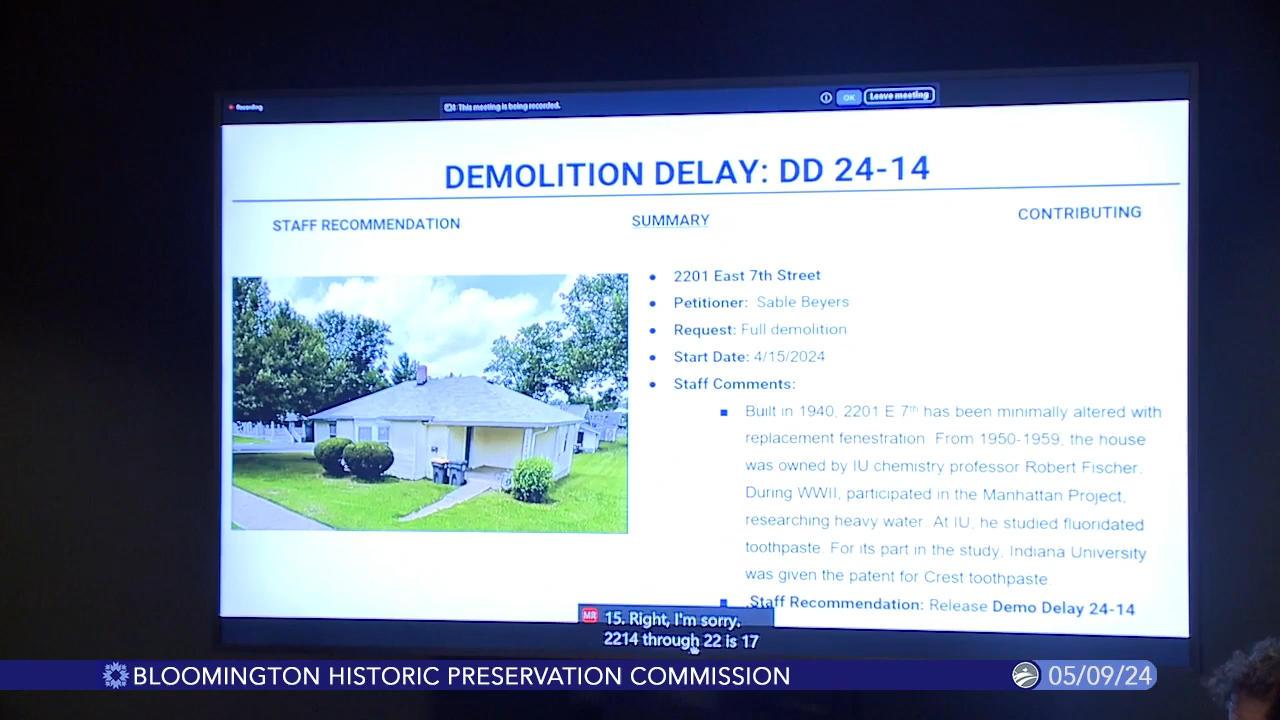 Recording
This meeting is being recorded.
OK
Leave meeting
DEMOLITION DELAY: DD 24-14
STAFF RECOMMENDATION
SUMMARY
CONTRIBUTING
2201 East 7th Street
Petitioner: Sable Beyers
Request: Full demolition
Start Date: 4/15/2024
Staff Comments:
Built in 1940, 2201 E 7th has been minimally altered with
replacement fenestration. From 1950-1959, the house
was owned by IU chemistry professor Robert Fischer.
During WWII, participated in the Manhattan Project,
researching heavy water. At IU, he studied fluoridated
toothpaste. For its part in the study, Indiana University
was given the patent for Crest toothpaste.
Staff Recommendation: Release Demo Delay 24-14
MR 15. Right, I'm sorry.
2214 through 22 is 17
BLOOMINGTON HISTORIC PRESERVATION COMMISSION
05/09/24